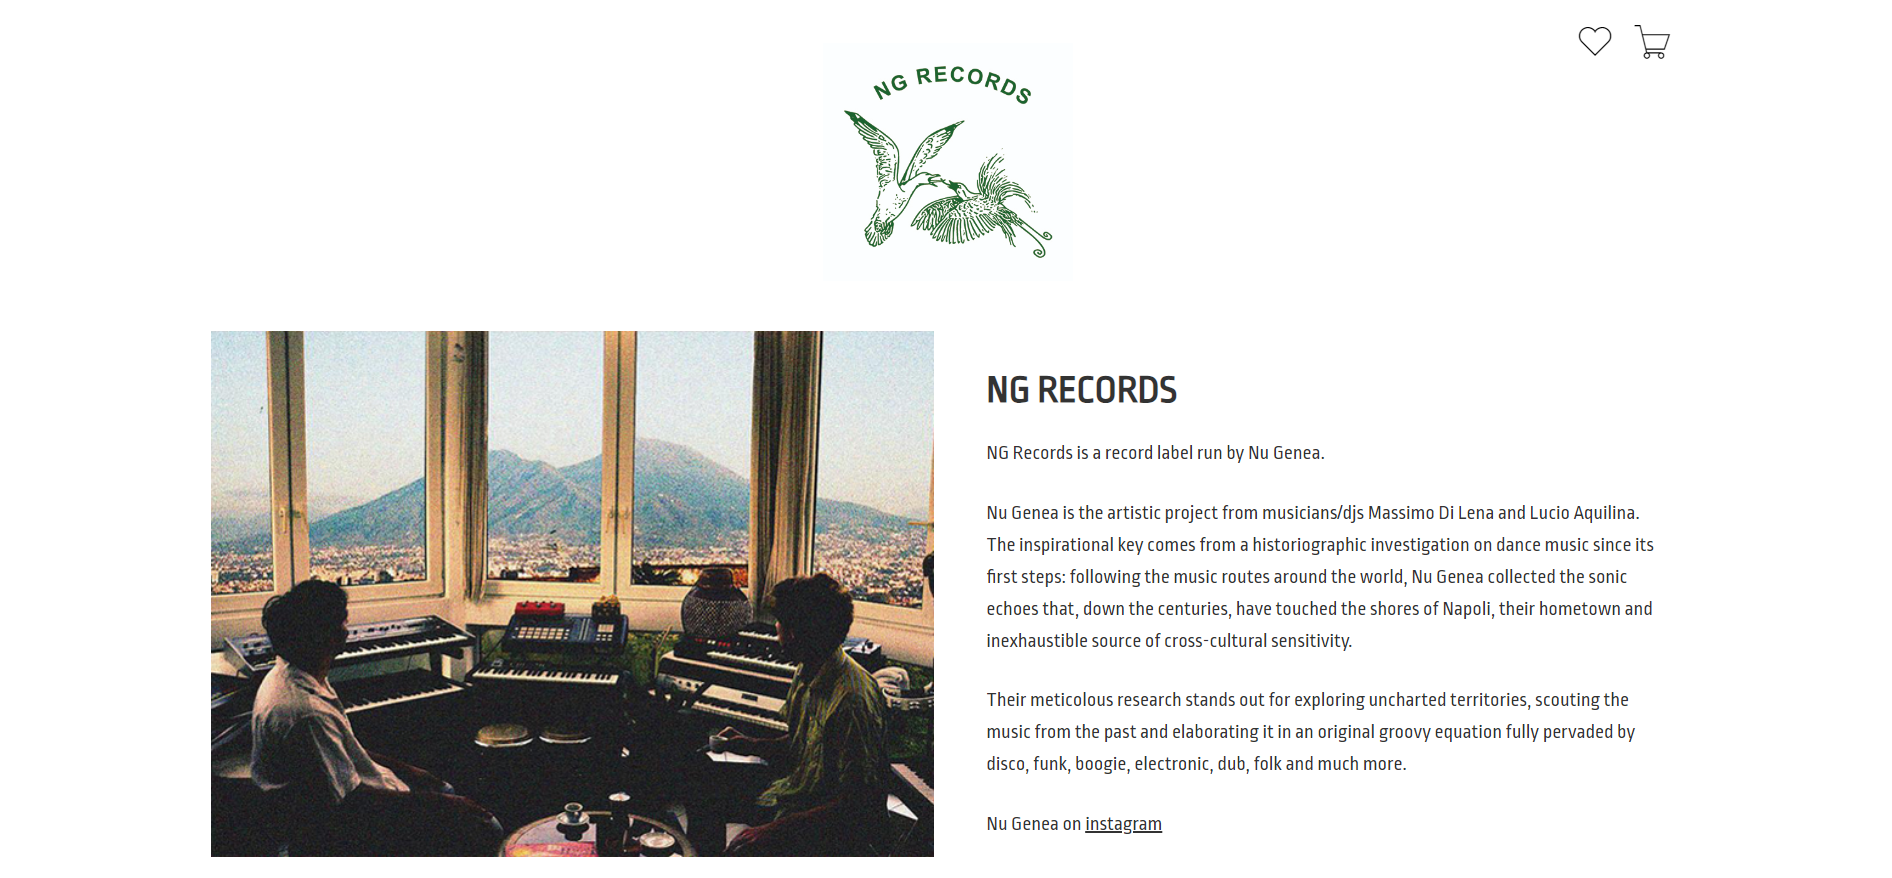 NG RECORDS
NG RECORDS
NG Records is a record label run by Nu Genea.
Nu Genea is the artistic project from musicians/djs Massimo Di Lena and Lucio Aquilina.
The inspirational key comes from a historiographic investigation on dance music since its
first steps: following the music routes around the world, Nu Genea collected the sonic
echoes that, down the centuries, have touched the shores of Napoli, their hometown and
inexhaustible source of cross-cultural sensitivity.
Their meticolous research stands out for exploring uncharted territories, scouting the
music from the past and elaborating it in an original groovy equation fully pervaded by
disco, funk, boogie, electronic, dub, folk and much more.
Nu Genea on instagram